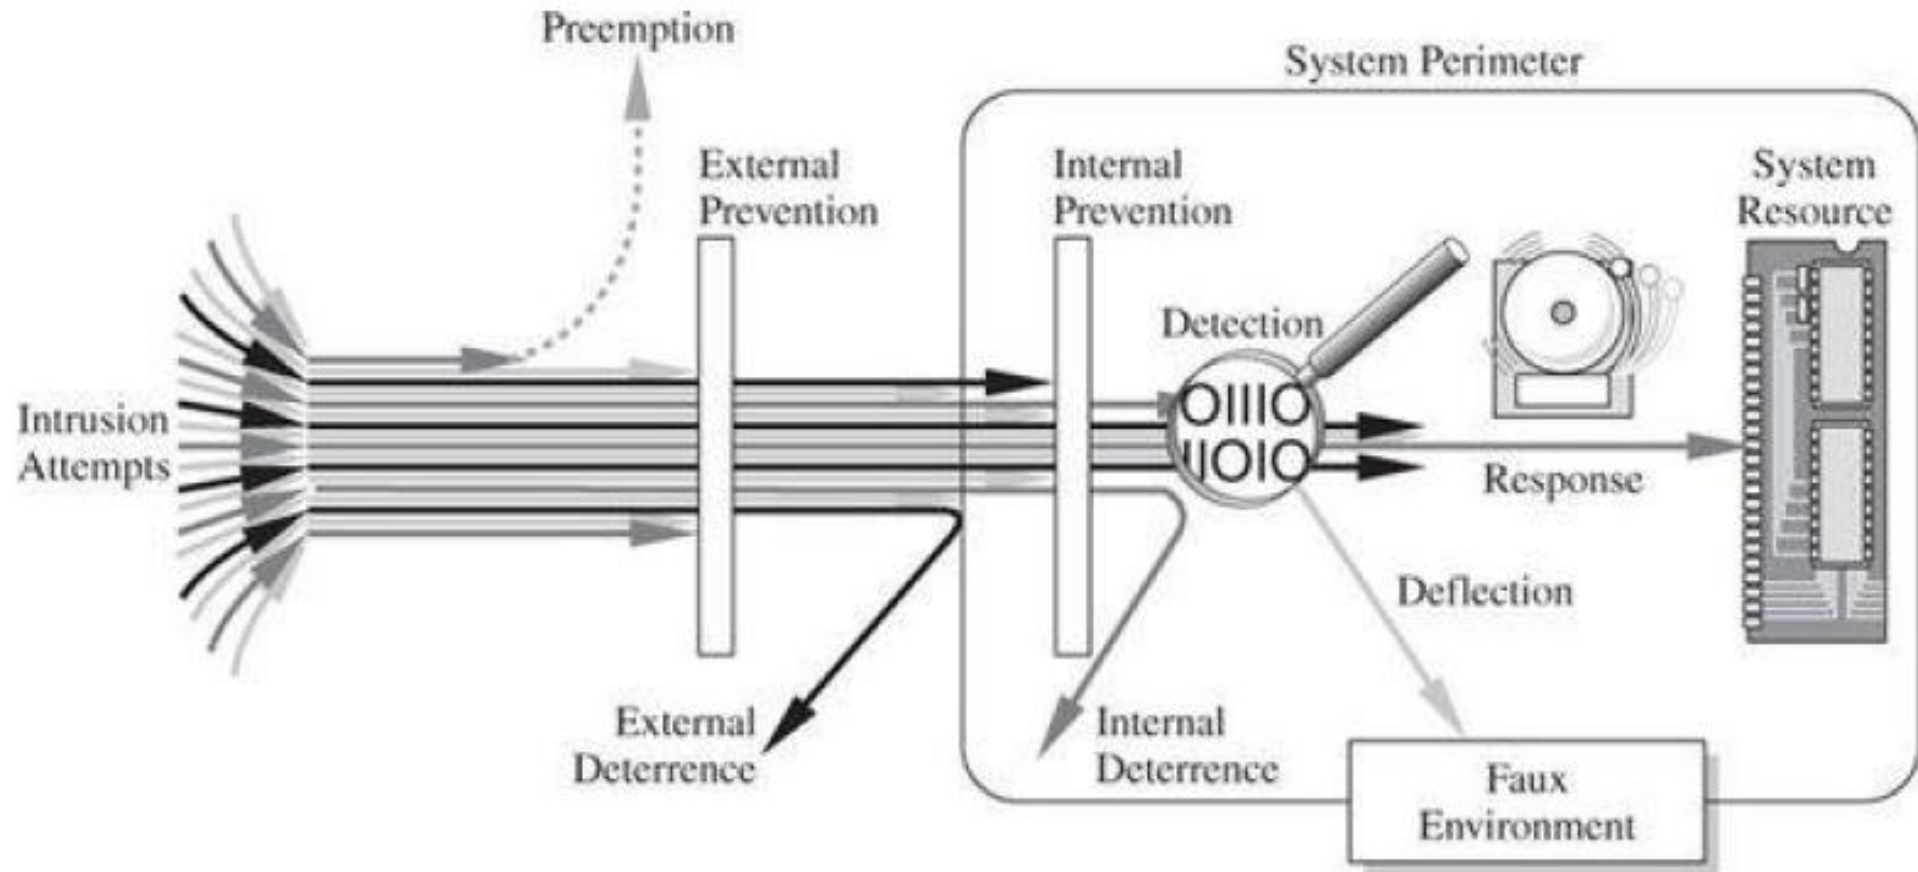 Preemption
System Perimeter
External
Prevention
Internal
Prevention
System
Resource
Detection
OIIIO
IJOIO
Intrusion
Attempts
Response
Deflection
External
Deterrence
Internal
Deterrence
Faux
Environment